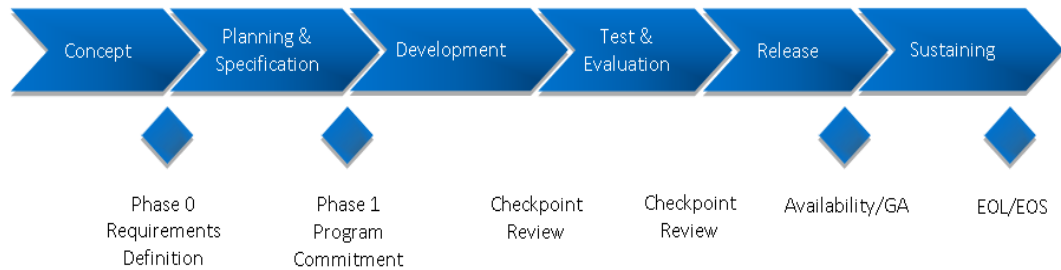 Concept
Planning &
Specification
Development
Test &
Evaluation
Release
Sustaining
Phase 0
Requirements
Definition
Phase 1
Program
Commitment
Checkpoint
Review
Checkpoint
Review
Availability/GA
EOL/EOS